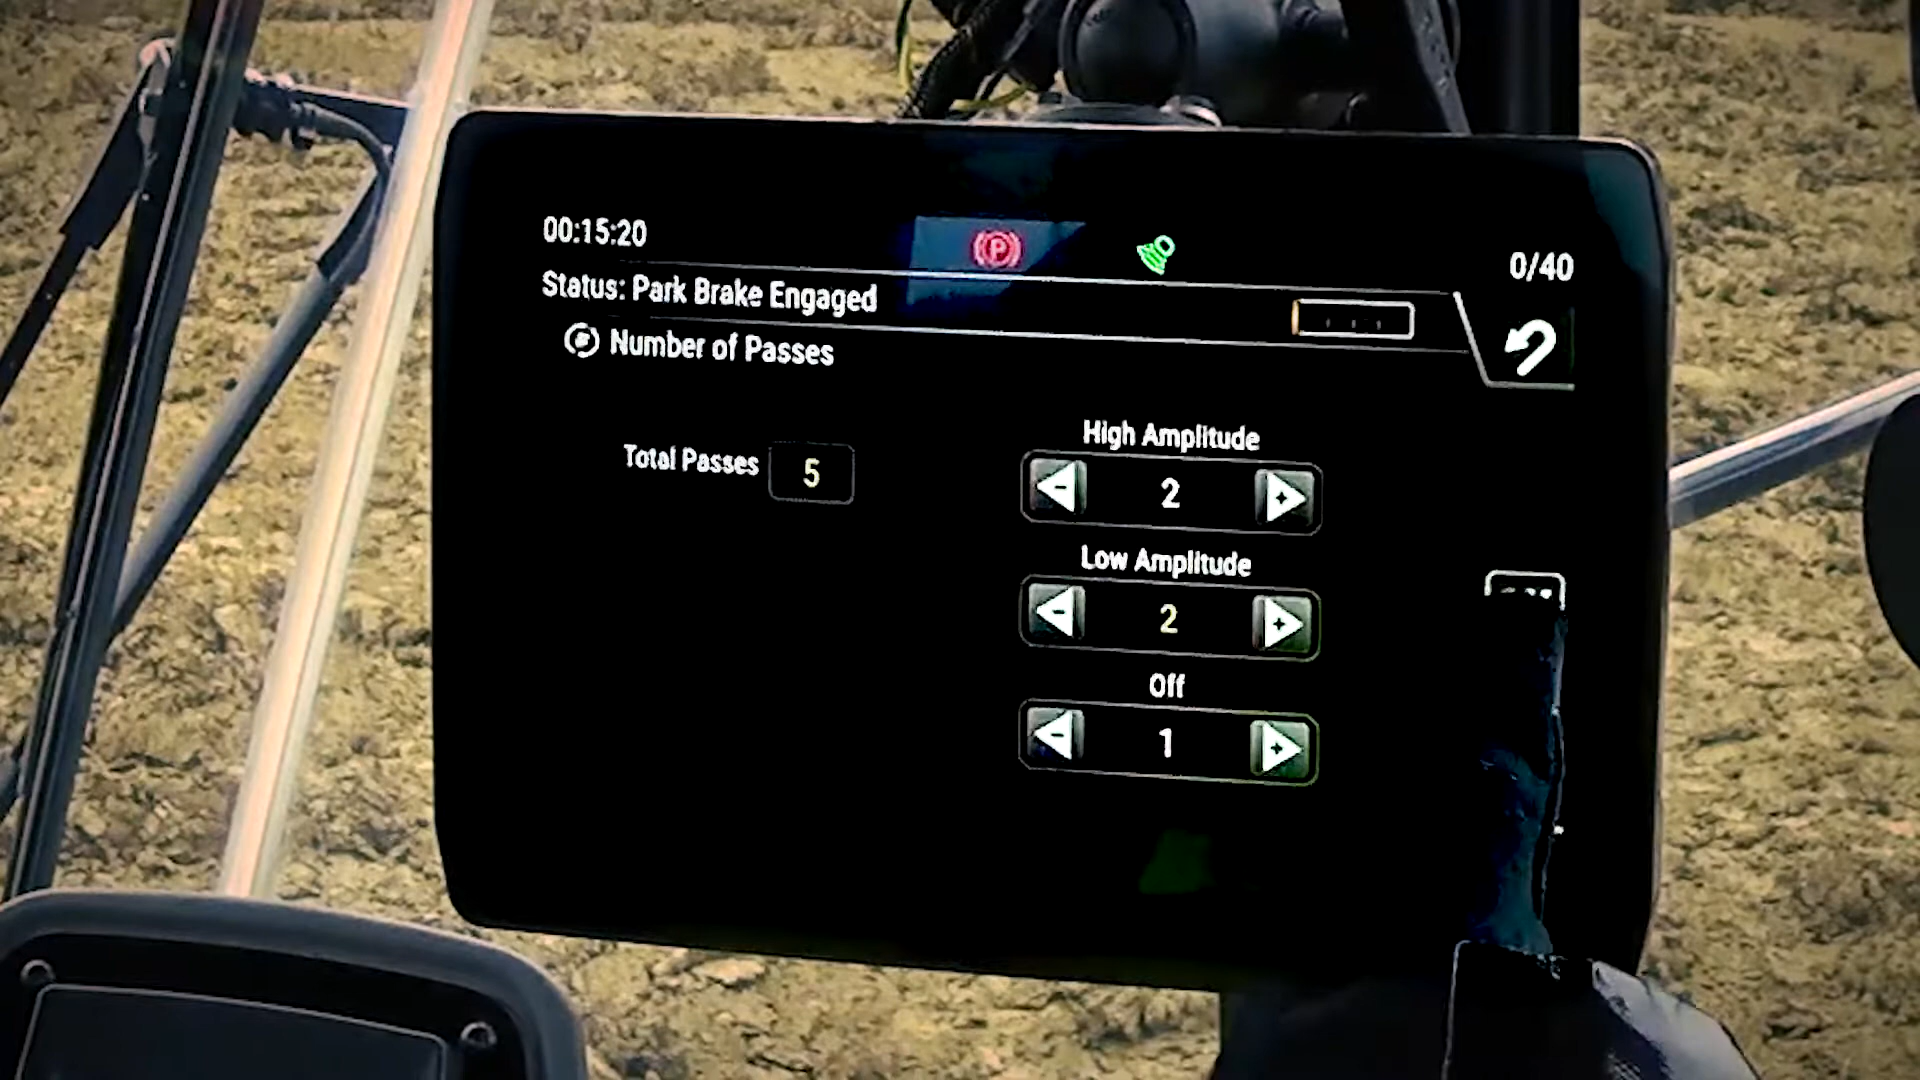 00:15:20
0/40
Status: Park Brake Engaged
Number of Passes
Total Passes 5
High Amplitude
- 2 +
Low Amplitude
- 2 +
Off
- 1 +